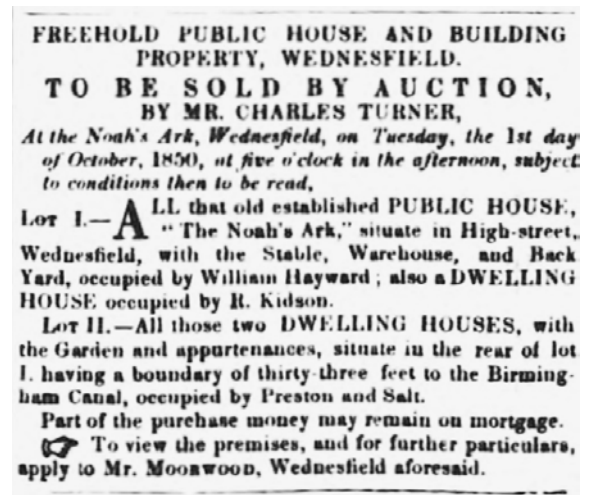 FREEHOLD PUBLIC HOUSE AND BUILDING
PROPERTY, WEDNESFIELD.
TO BE SOLD BY AUCTION,
BY MR. CHARLES TURNER,
At the Noah's Ark, Wednesfield, on Tuesday, the 1st day
of October, 1850, at five o'clock in the afternoon, subject
to conditions then to be read,
LOT I.—ALL that old established PUBLIC HOUSE,
"The Noah's Ark," situate in High-street,
Wednesfield, with the Stable, Warehouse, and Back
Yard, occupied by William Hayward; also a DWELLING
HOUSE occupied by R. Kidson.
LOT II.—All those two DWELLING HOUSES, with
the Garden and appurtenances, situate in the rear of lot
I. having a boundary of thirty-three feet to the Birming-
ham Canal, occupied by Preston and Salt.
Part of the purchase money may remain on mortgage.
☞ To view the premises, and for further particulars,
apply to Mr. MOORWOOD, Wednesfield aforesaid.